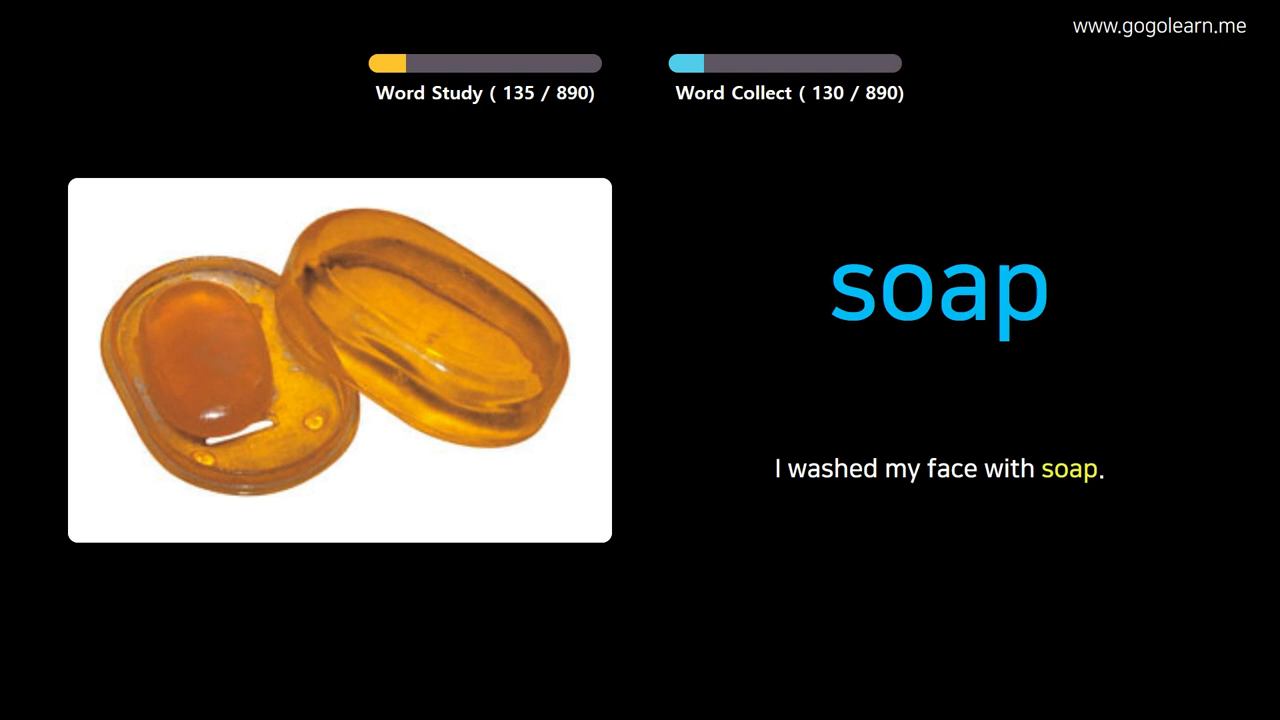 www.gogolearn.me
Word Study ( 135 / 890)
Word Collect ( 130 / 890)
soap
I washed my face with soap.